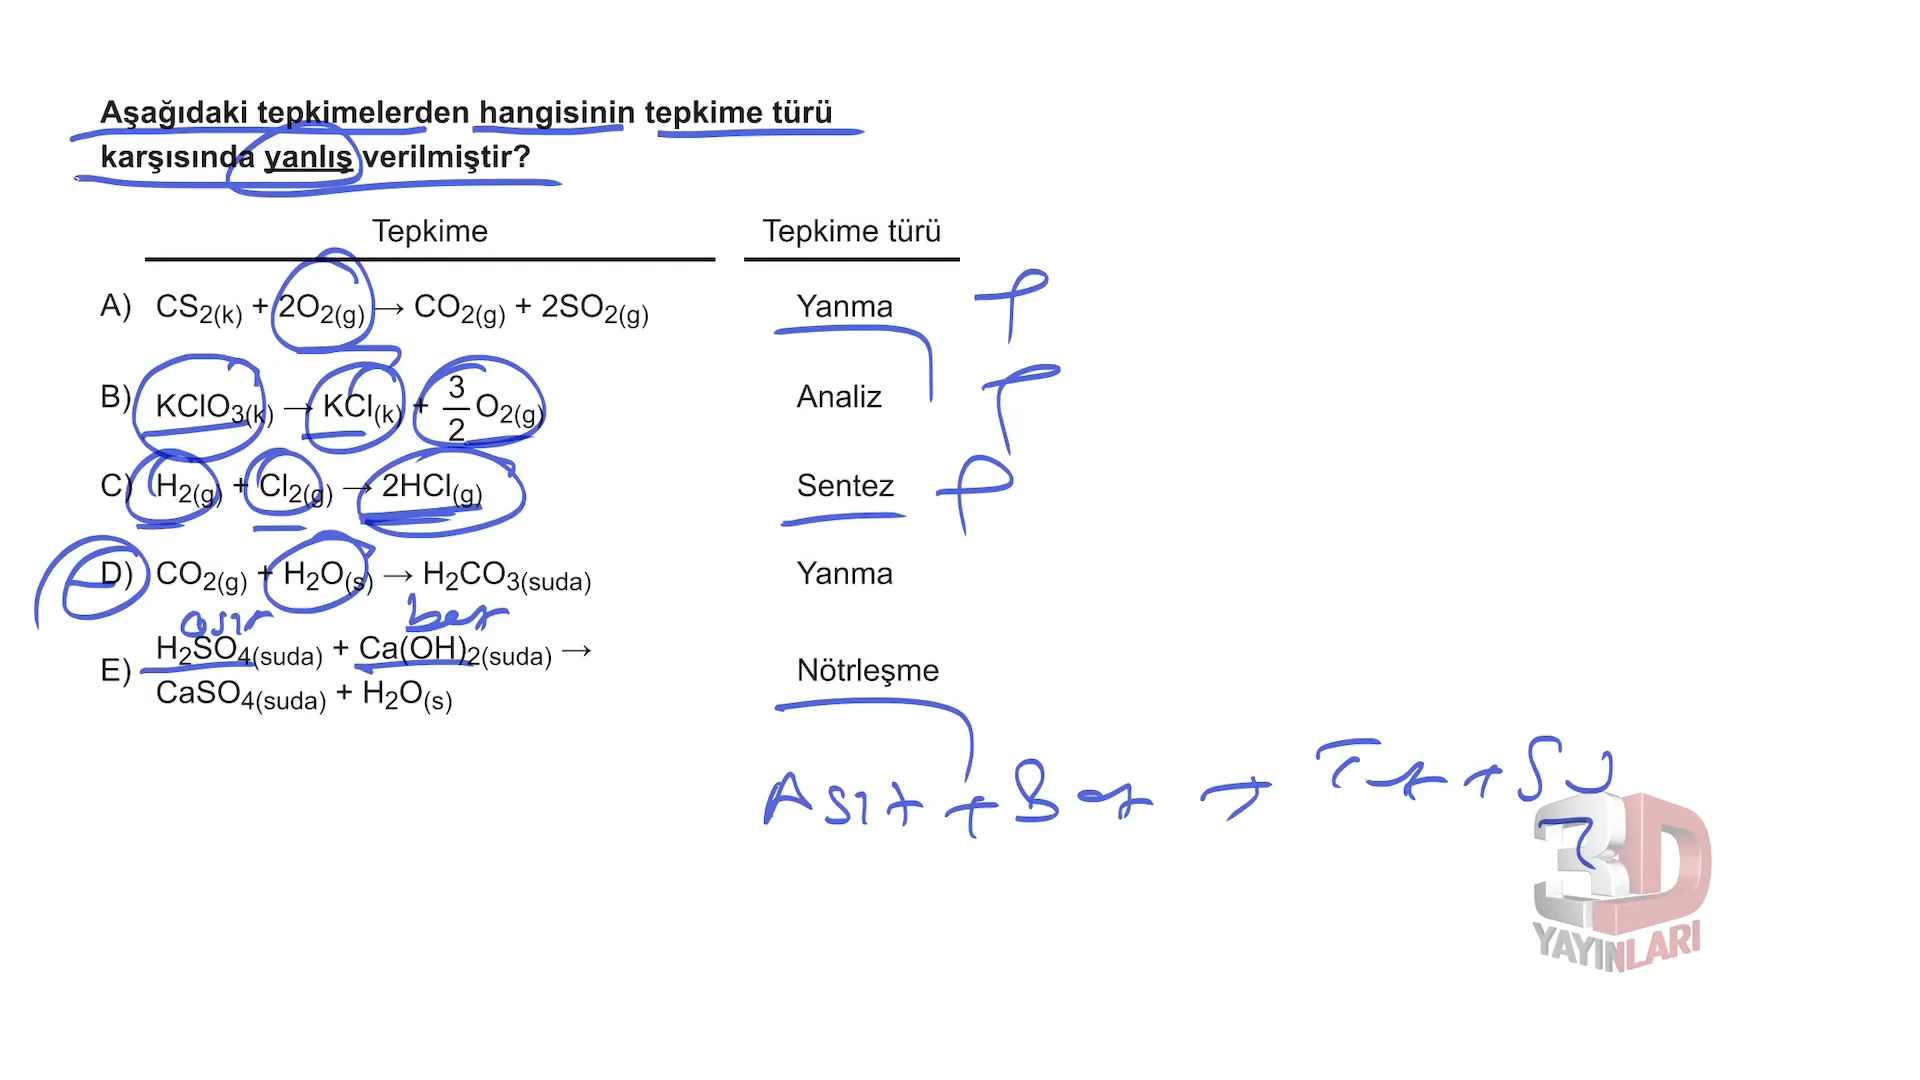 Aşağıdaki tepkimelerden hangisinin tepkime türü
karşısında yanlış verilmiştir?
Tepkime Tepkime türü
A) CS2(k) + 2O2(g) → CO2(g) + 2SO2(g) Yanma
B) KClO3(k) → KCl(k) + 3/2 O2(g) Analiz
C) H2(g) + Cl2(g) → 2HCl(g) Sentez
D) CO2(g) + H2O(s) → H2CO3(suda) Yanma
asit baz
E) H2SO4(suda) + Ca(OH)2(suda) → Nötrleşme
CaSO4(suda) + H2O(s)
Asit + Baz → Tuz + SU
3D
YAYINLARI